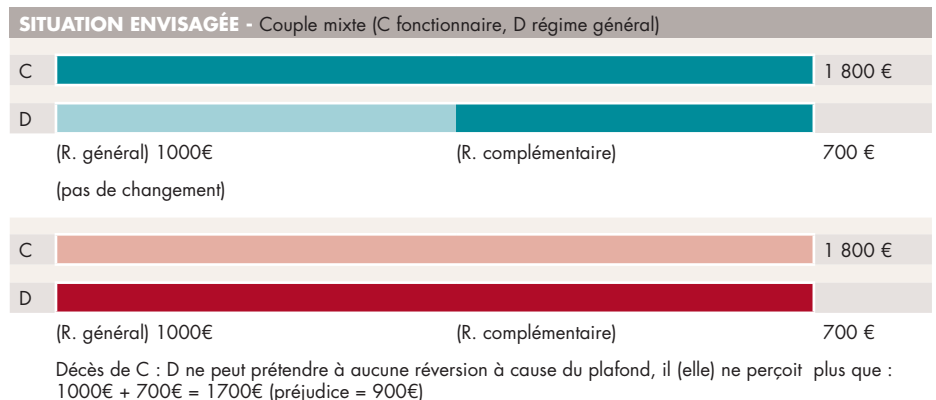 SITUATION ENVISAGÉE - Couple mixte (C fonctionnaire, D régime général)
C 1 800 €
D
(R. général) 1000€ (R. complémentaire) 700 €
(pas de changement)
C 1 800 €
D
(R. général) 1000€ (R. complémentaire) 700 €
Décès de C : D ne peut prétendre à aucune réversion à cause du plafond, il (elle) ne perçoit plus que :
1000€ + 700€ = 1700€ (préjudice = 900€)